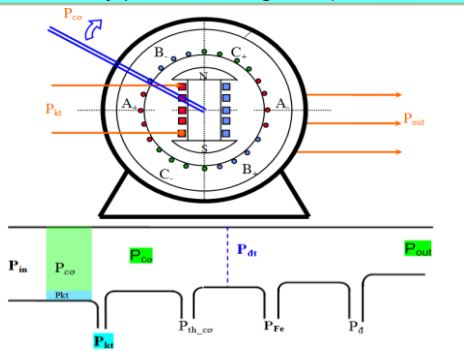 Pcơ
B-
C+
N
A+
A-
Pkt
Pout
S
C-
B+
Pin
Pcơ
Pcơ
Pđt
Pout
Pkt
Pkt
Pth_cơ
PFe
Pđ